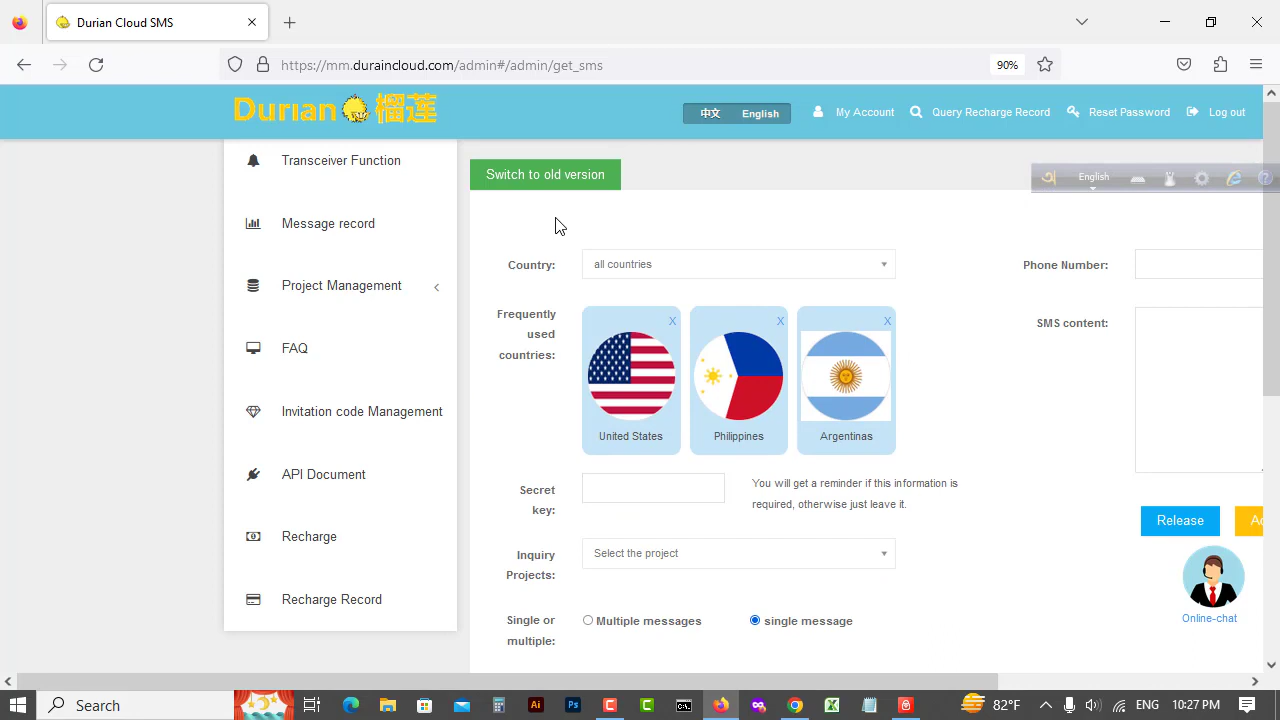 Durian Cloud SMS
https://mm.duraincloud.com/admin#/admin/get_sms
90%
Durian 榴莲
中文 English
My Account
Query Recharge Record
Reset Password
Log out
Transceiver Function
Message record
Project Management
FAQ
Invitation code Management
API Document
Recharge
Recharge Record
Switch to old version
English
Country:
all countries
Phone Number:
Frequently
used
countries:
X
X
X
United States
Philippines
Argentinas
SMS content:
Secret
key:
You will get a reminder if this information is
required, otherwise just leave it.
Release
Inquiry
Projects:
Select the project
Online-chat
Single or
multiple:
Multiple messages
single message
Search
82°F
ENG
10:27 PM